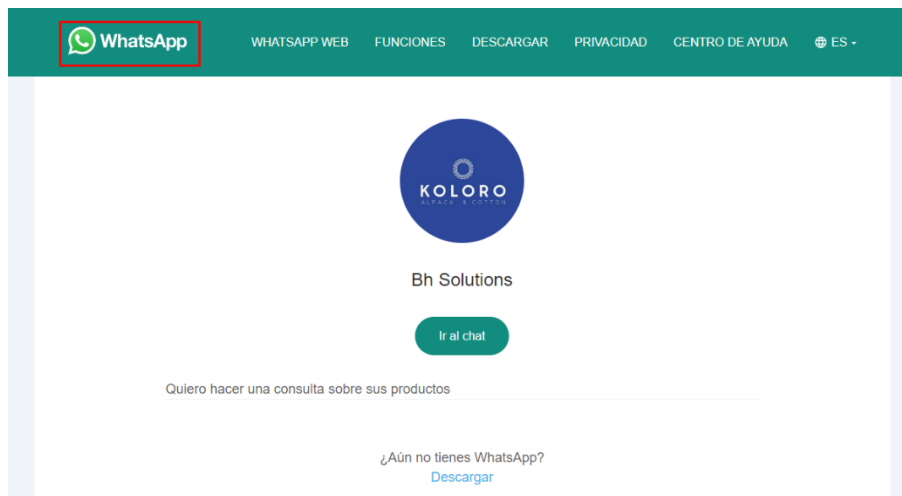 WhatsApp WHATSAPP WEB FUNCIONES DESCARGAR PRIVACIDAD CENTRO DE AYUDA ES
KOLORO
ALPACA & COTTON
Bh Solutions
Ir al chat
Quiero hacer una consulta sobre sus productos
¿Aún no tienes WhatsApp?
Descargar